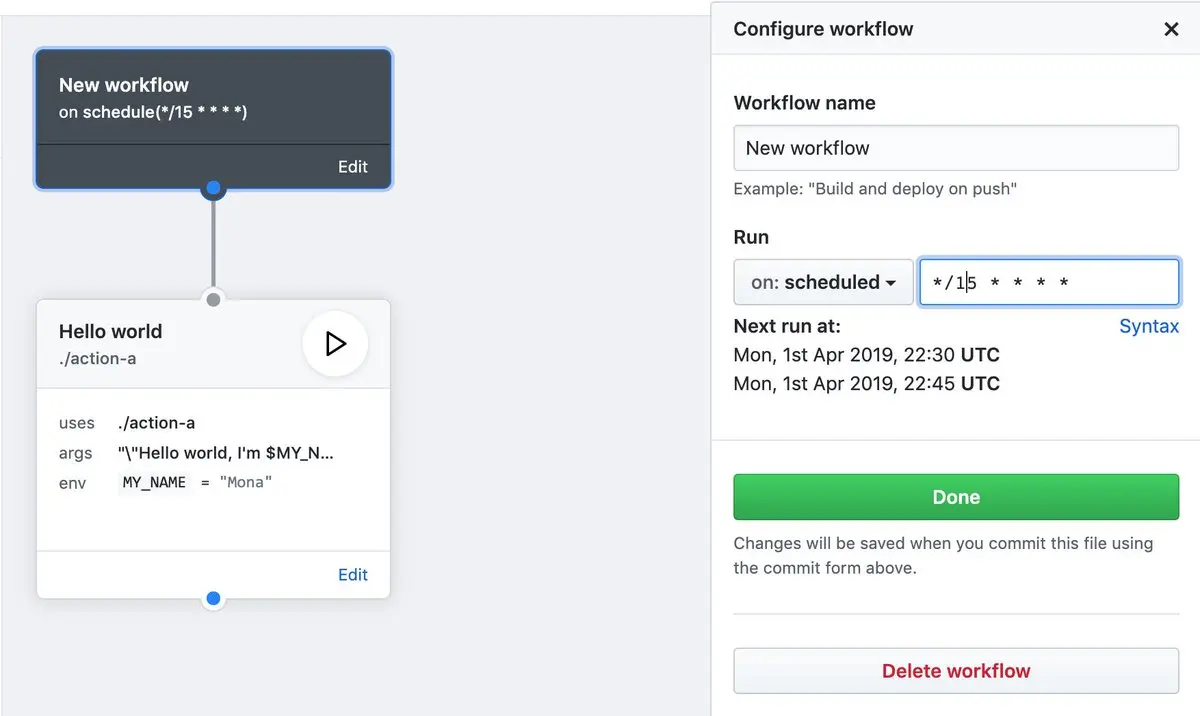 New workflow
on schedule(*/15 * * * *)
Edit
Hello world
./action-a
uses ./action-a
args "\"Hello world, I'm $MY_N...
env MY_NAME = "Mona"
Edit
Configure workflow
Workflow name
New workflow
Example: "Build and deploy on push"
Run
on: scheduled */15 * * * *
Next run at: Syntax
Mon, 1st Apr 2019, 22:30 UTC
Mon, 1st Apr 2019, 22:45 UTC
Done
Changes will be saved when you commit this file using
the commit form above.
Delete workflow